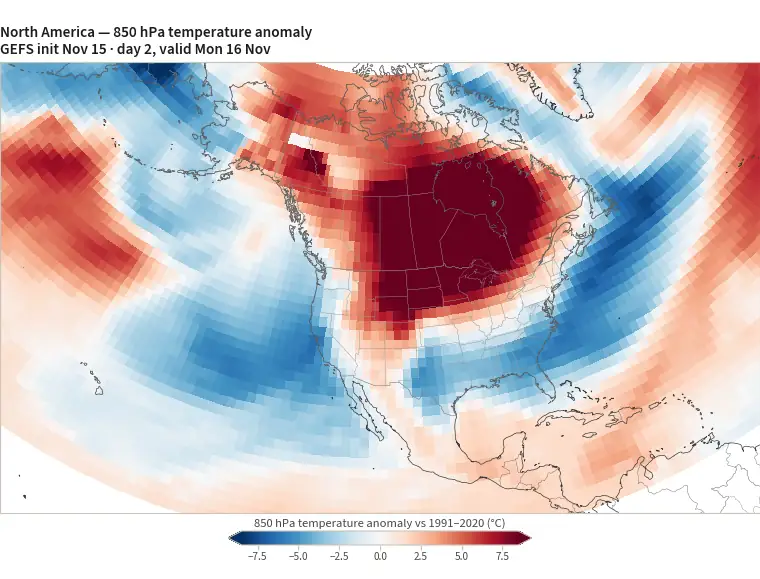 North America — 850 hPa temperature anomaly
GEFS init Nov 15 · day 2, valid Mon 16 Nov
850 hPa temperature anomaly vs 1991–2020 (°C)
−7.5 −5.0 −2.5 0.0 2.5 5.0 7.5